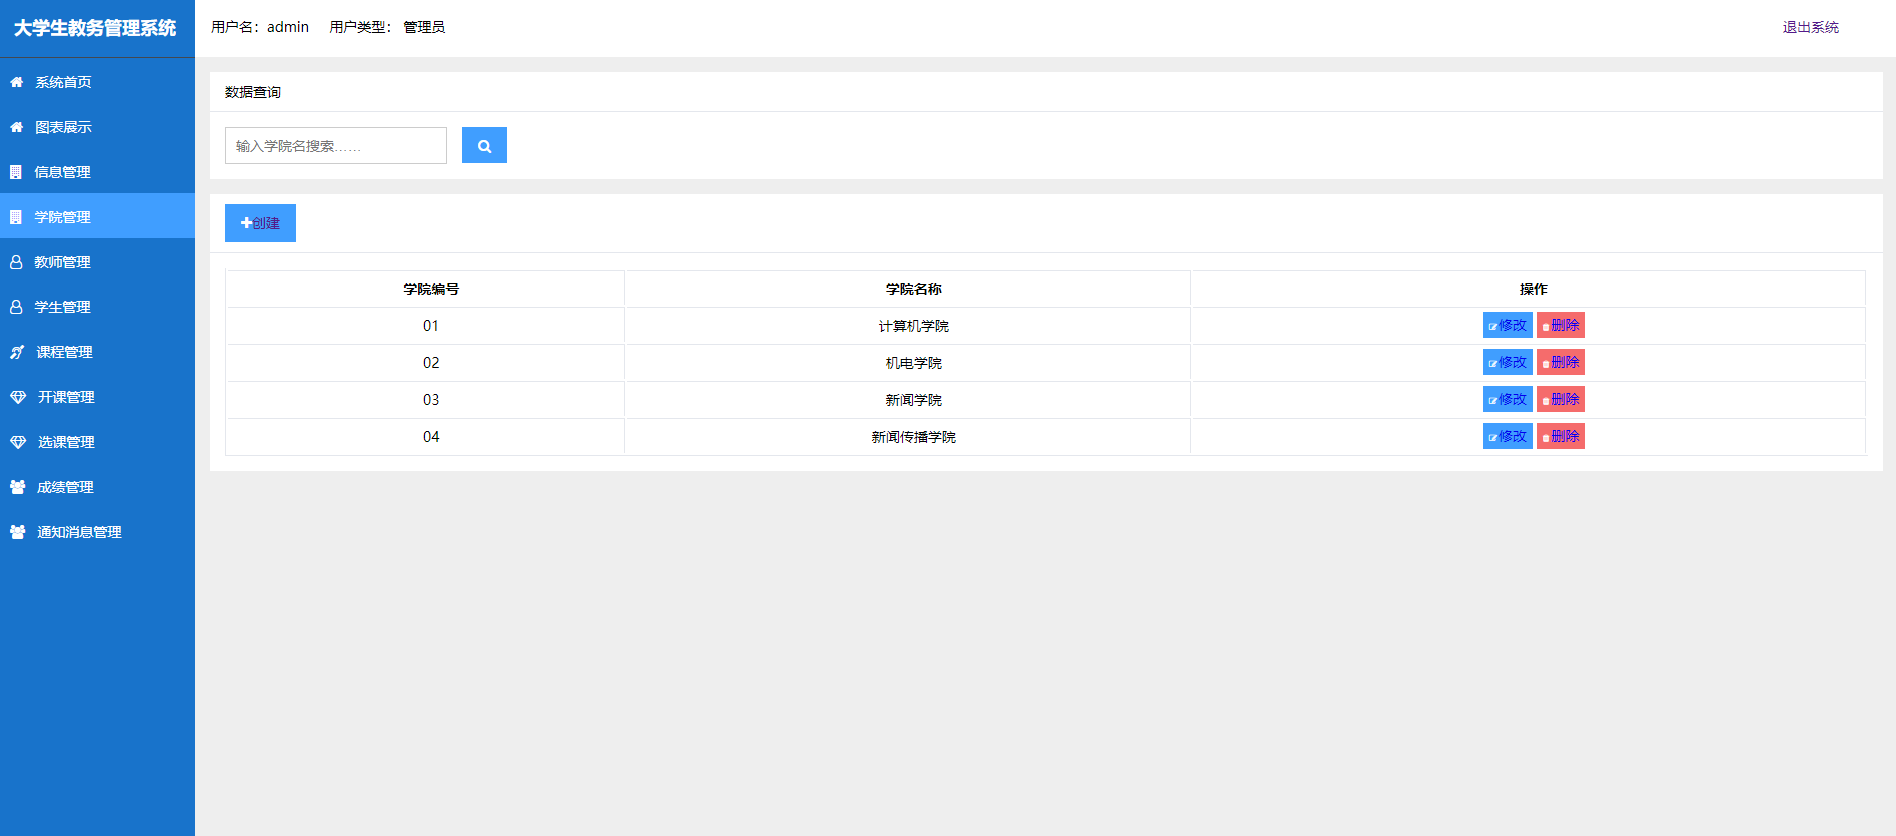 大学生教务管理系统
用户名：admin 用户类型： 管理员
退出系统
系统首页
图表展示
信息管理
学院管理
教师管理
学生管理
课程管理
开课管理
选课管理
成绩管理
通知消息管理
数据查询
输入学院名搜索……
创建
学院编号 学院名称 操作
01 计算机学院 修改 删除
02 机电学院 修改 删除
03 新闻学院 修改 删除
04 新闻传播学院 修改 删除